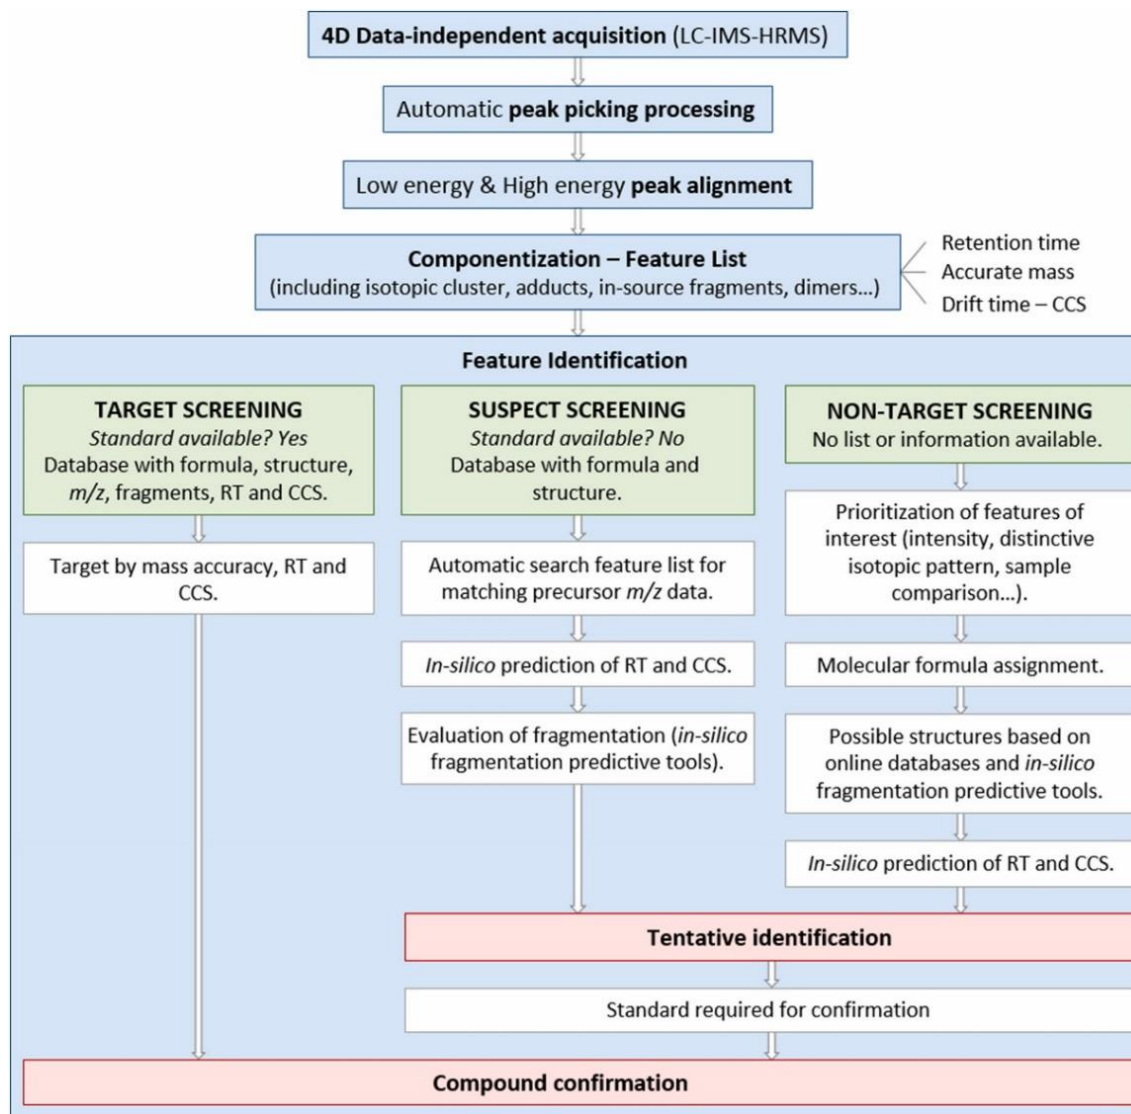 4D Data-independent acquisition (LC-IMS-HRMS)
Automatic peak picking processing
Low energy & High energy peak alignment
Componentization – Feature List
(including isotopic cluster, adducts, in-source fragments, dimers...)
Retention time
Accurate mass
Drift time – CCS
Feature Identification
TARGET SCREENING
Standard available? Yes
Database with formula, structure,
m/z, fragments, RT and CCS.
Target by mass accuracy, RT and
CCS.
SUSPECT SCREENING
Standard available? No
Database with formula and
structure.
Automatic search feature list for
matching precursor m/z data.
In-silico prediction of RT and CCS.
Evaluation of fragmentation (in-silico
fragmentation predictive tools).
NON-TARGET SCREENING
No list or information available.
Prioritization of features of
interest (intensity, distinctive
isotopic pattern, sample
comparison...).
Molecular formula assignment.
Possible structures based on
online databases and in-silico
fragmentation predictive tools.
In-silico prediction of RT and CCS.
Tentative identification
Standard required for confirmation
Compound confirmation